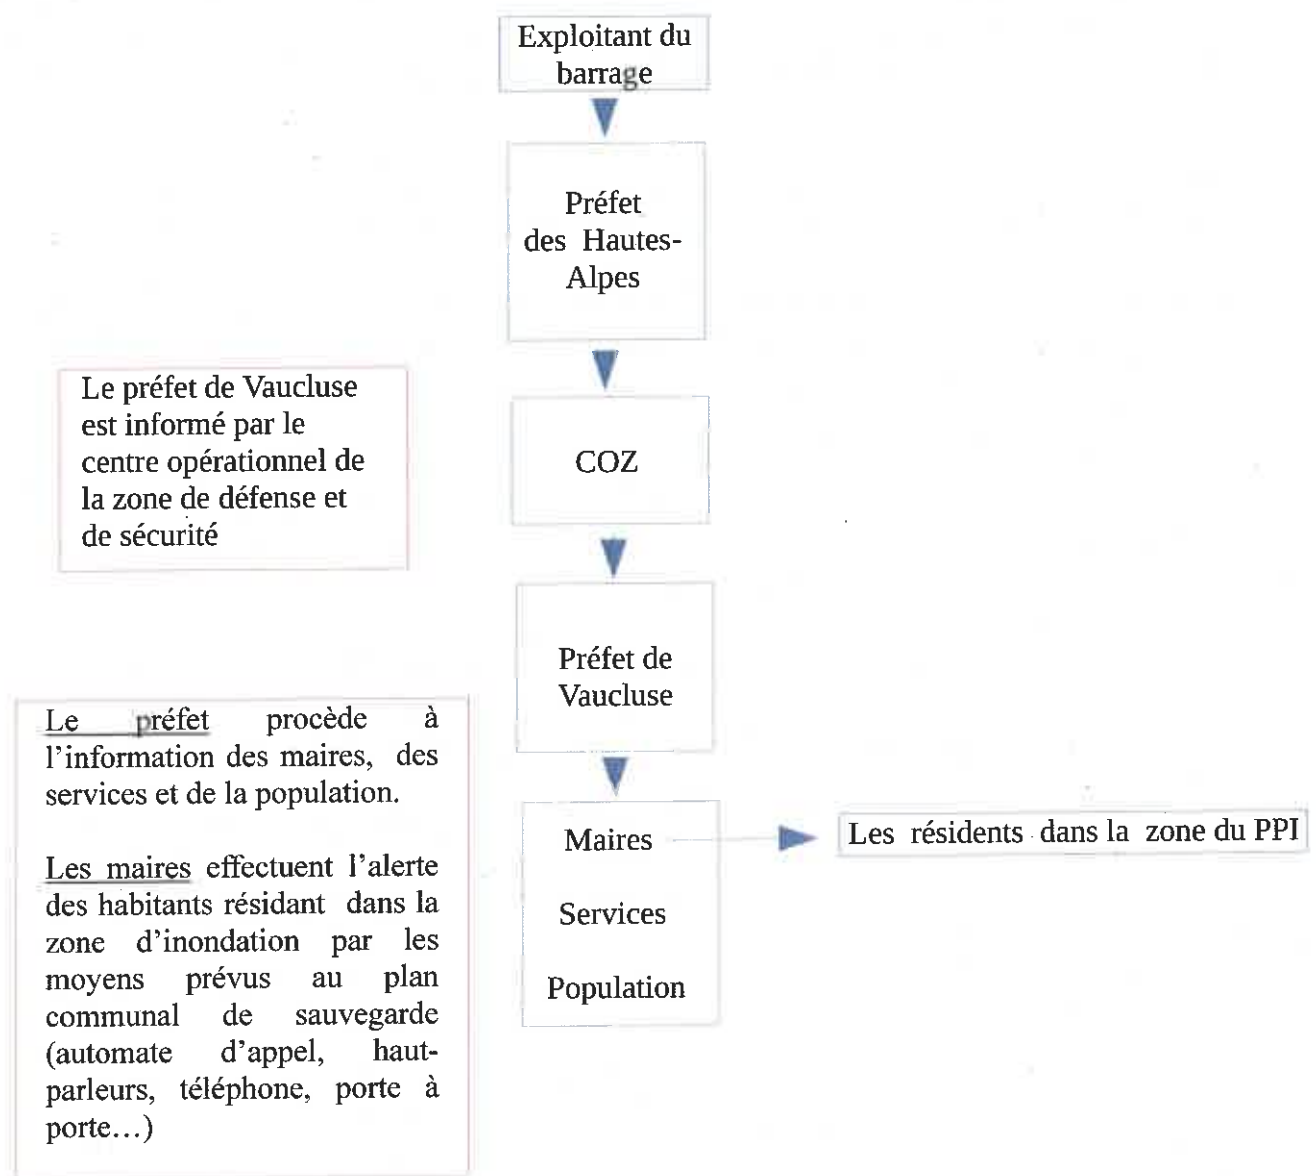 Exploitant du
barrage
Préfet
des Hautes-
Alpes
Le préfet de Vaucluse
est informé par le
centre opérationnel de
la zone de défense et
de sécurité
COZ
Préfet de
Vaucluse
Le préfet procède à
l'information des maires, des
services et de la population.
Les maires effectuent l'alerte
des habitants résidant dans la
zone d'inondation par les
moyens prévus au plan
communal de sauvegarde
(automate d'appel, haut-
parleurs, téléphone, porte à
porte...)
Maires
Services
Population
Les résidents dans la zone du PPI